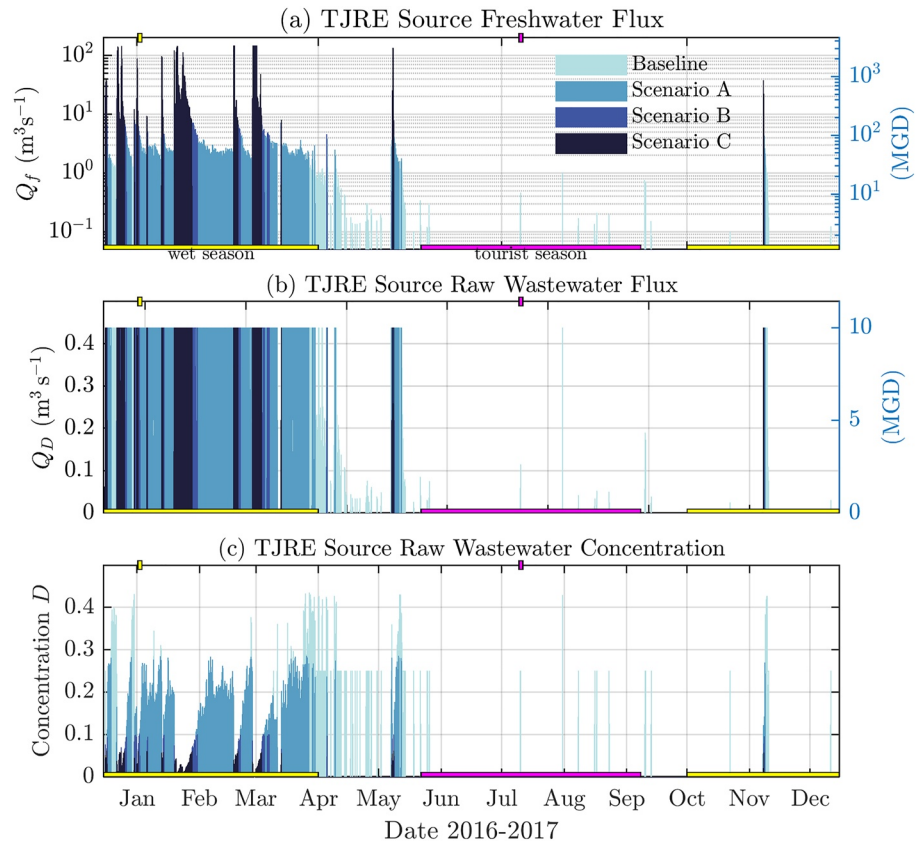 (a) TJRE Source Freshwater Flux
10² 10¹ 10⁰ 10⁻¹
Q_f (m³s⁻¹)
Baseline
Scenario A
Scenario B
Scenario C
10³ 10² 10¹
(MGD)
wet season tourist season
(b) TJRE Source Raw Wastewater Flux
0.4 0.3 0.2 0.1 0
Q_D (m³ s⁻¹)
10 5 0
(MGD)
(c) TJRE Source Raw Wastewater Concentration
0.4 0.3 0.2 0.1 0
Concentration D
Jan Feb Mar Apr May Jun Jul Aug Sep Oct Nov Dec
Date 2016-2017